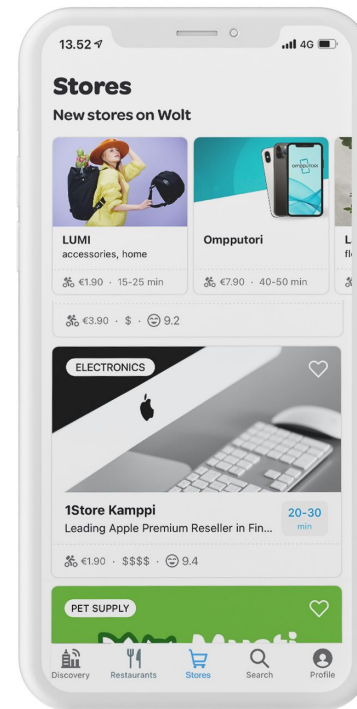 13.52
4G
Stores
New stores on Wolt
ompputori
LUMI
accessories, home
€1.90 · 15-25 min
Ompputori
€7.90 · 40-50 min
€3.90 · $ · 9.2
ELECTRONICS
1Store Kamppi
20-30
min
Leading Apple Premium Reseller in Fin...
€1.90 · $$$$ · 9.4
PET SUPPLY
Discovery
Restaurants
Stores
Search
Profile